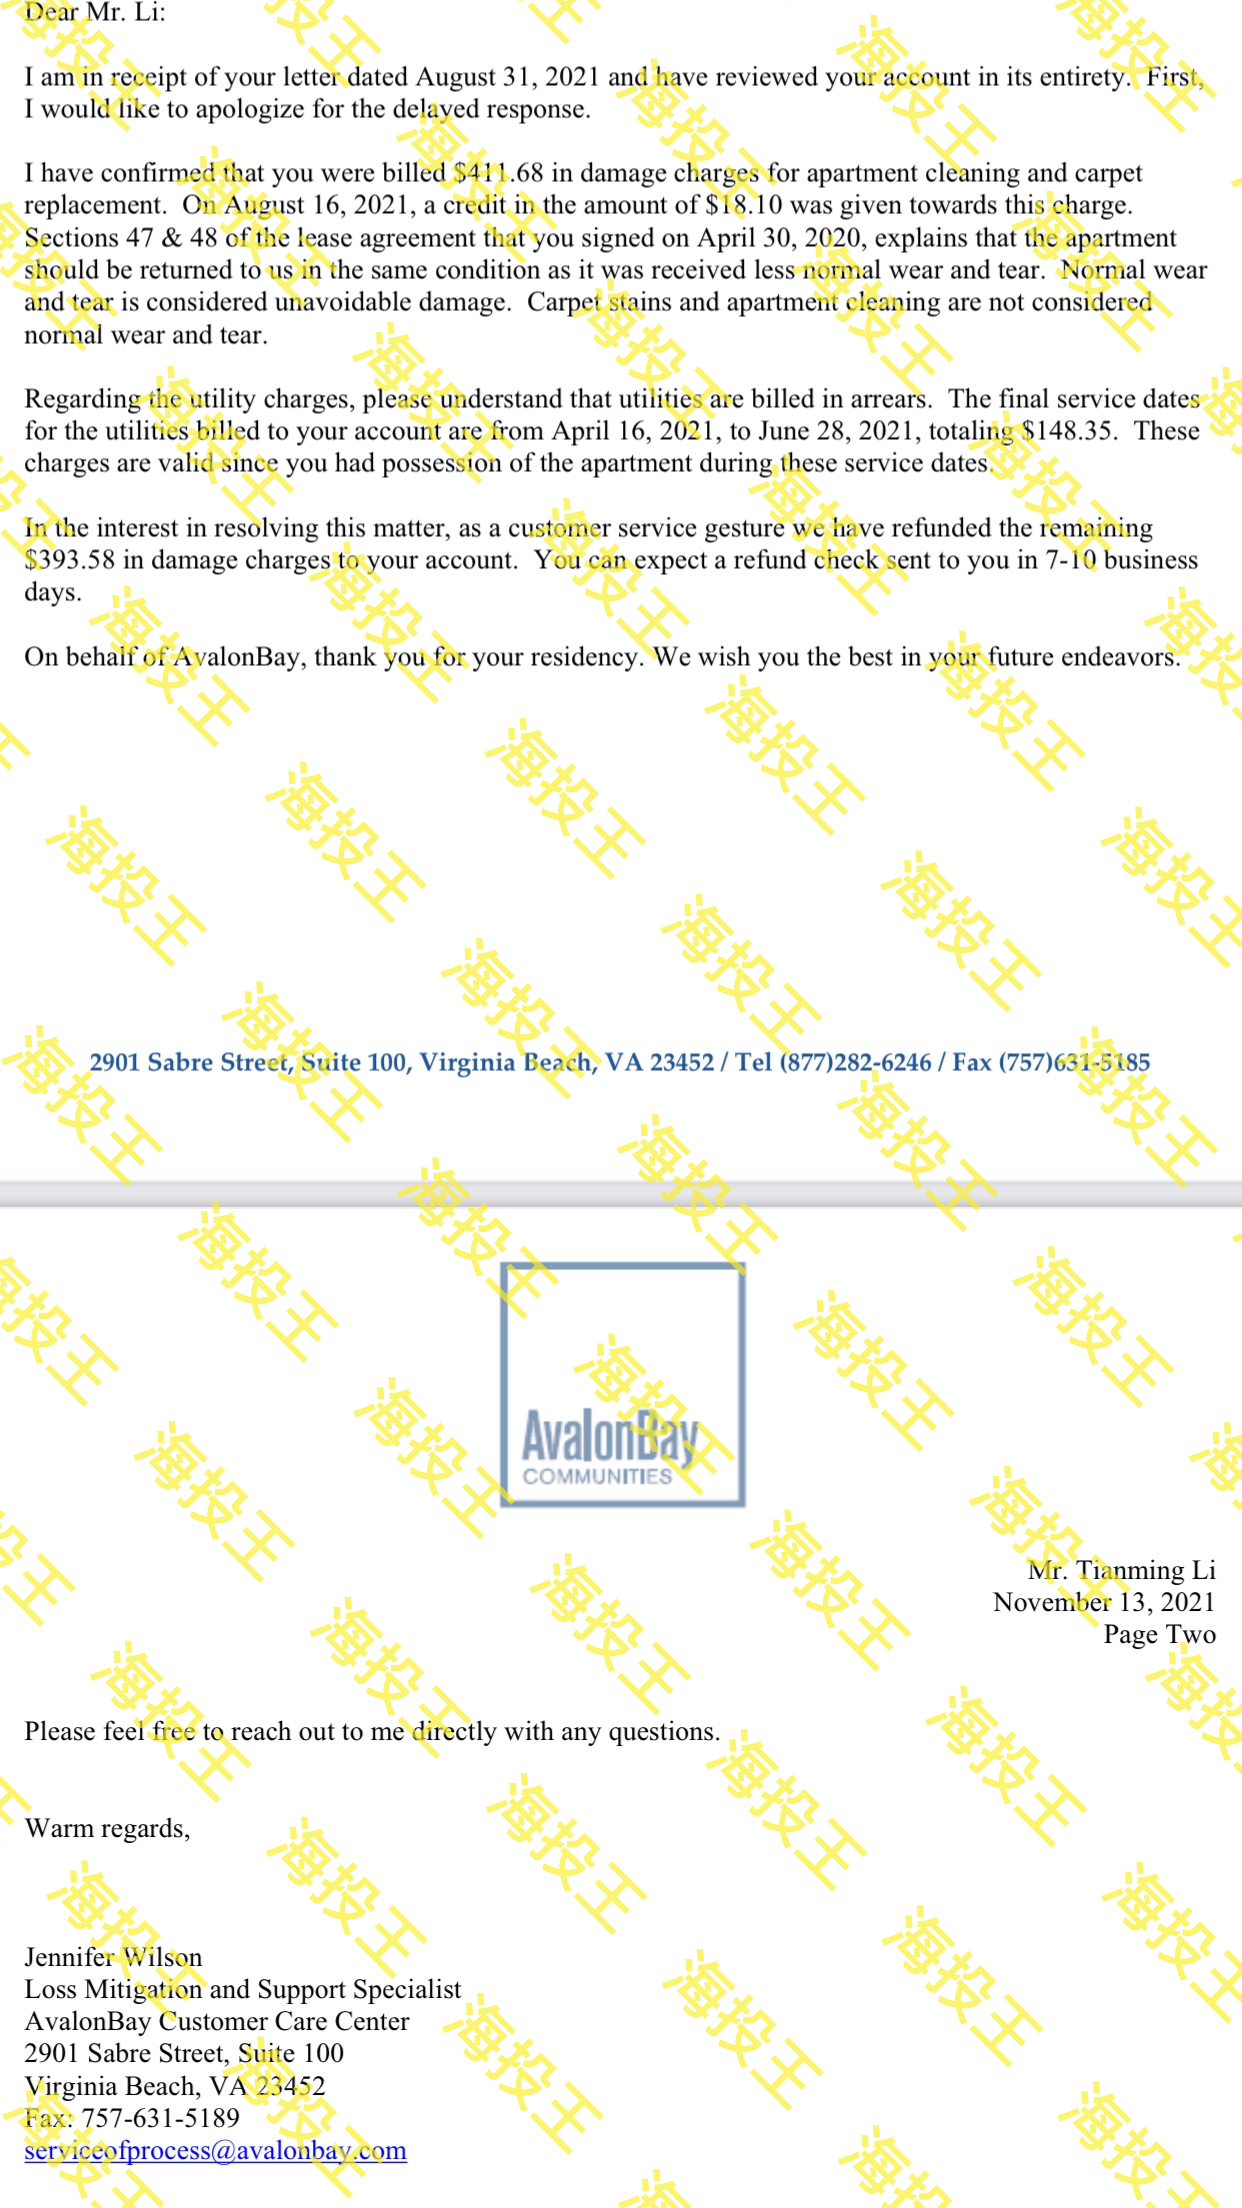 Dear Mr. Li:
I am in receipt of your letter dated August 31, 2021 and have reviewed your account in its entirety. First,
I would like to apologize for the delayed response.
I have confirmed that you were billed $411.68 in damage charges for apartment cleaning and carpet
replacement. On August 16, 2021, a credit in the amount of $18.10 was given towards this charge.
Sections 47 & 48 of the lease agreement that you signed on April 30, 2020, explains that the apartment
should be returned to us in the same condition as it was received less normal wear and tear. Normal wear
and tear is considered unavoidable damage. Carpet stains and apartment cleaning are not considered
normal wear and tear.
Regarding the utility charges, please understand that utilities are billed in arrears. The final service dates
for the utilities billed to your account are from April 16, 2021, to June 28, 2021, totaling $148.35. These
charges are valid since you had possession of the apartment during these service dates.
In the interest in resolving this matter, as a customer service gesture we have refunded the remaining
$393.58 in damage charges to your account. You can expect a refund check sent to you in 7-10 business
days.
On behalf of AvalonBay, thank you for your residency. We wish you the best in your future endeavors.
2901 Sabre Street, Suite 100, Virginia Beach, VA 23452 / Tel (877)282-6246 / Fax (757)631-5185
AvalonBay
COMMUNITIES
Mr. Tianming Li
November 13, 2021
Page Two
Please feel free to reach out to me directly with any questions.
Warm regards,
Jennifer Wilson
Loss Mitigation and Support Specialist
AvalonBay Customer Care Center
2901 Sabre Street, Suite 100
Virginia Beach, VA 23452
Fax: 757-631-5189
serviceofprocess@avalonbay.com
海投王